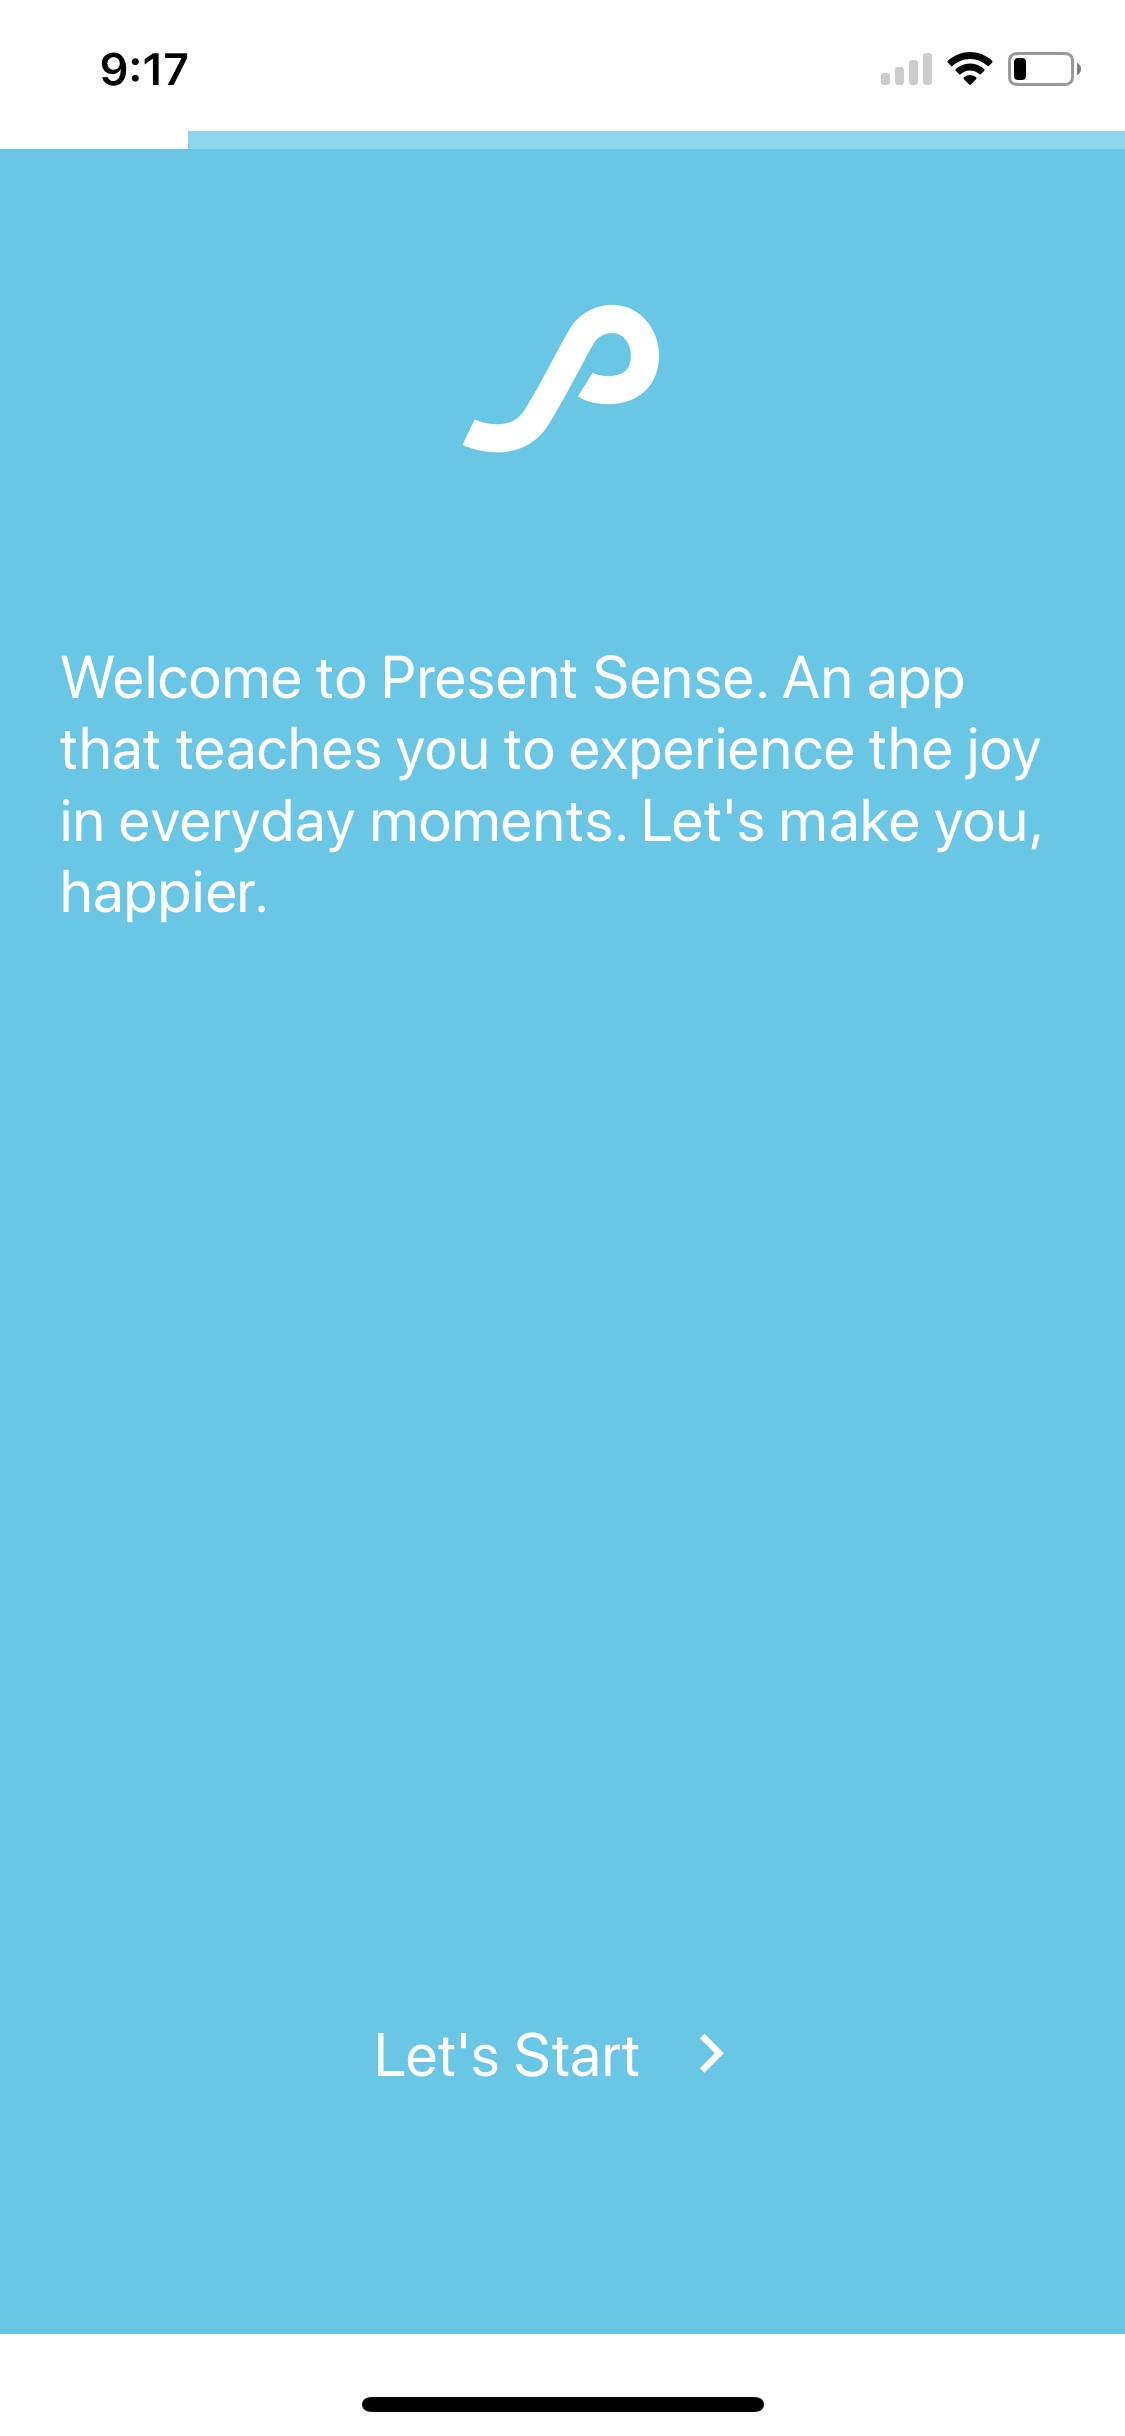 9:17
Welcome to Present Sense. An app
that teaches you to experience the joy
in everyday moments. Let's make you,
happier.
Let's Start